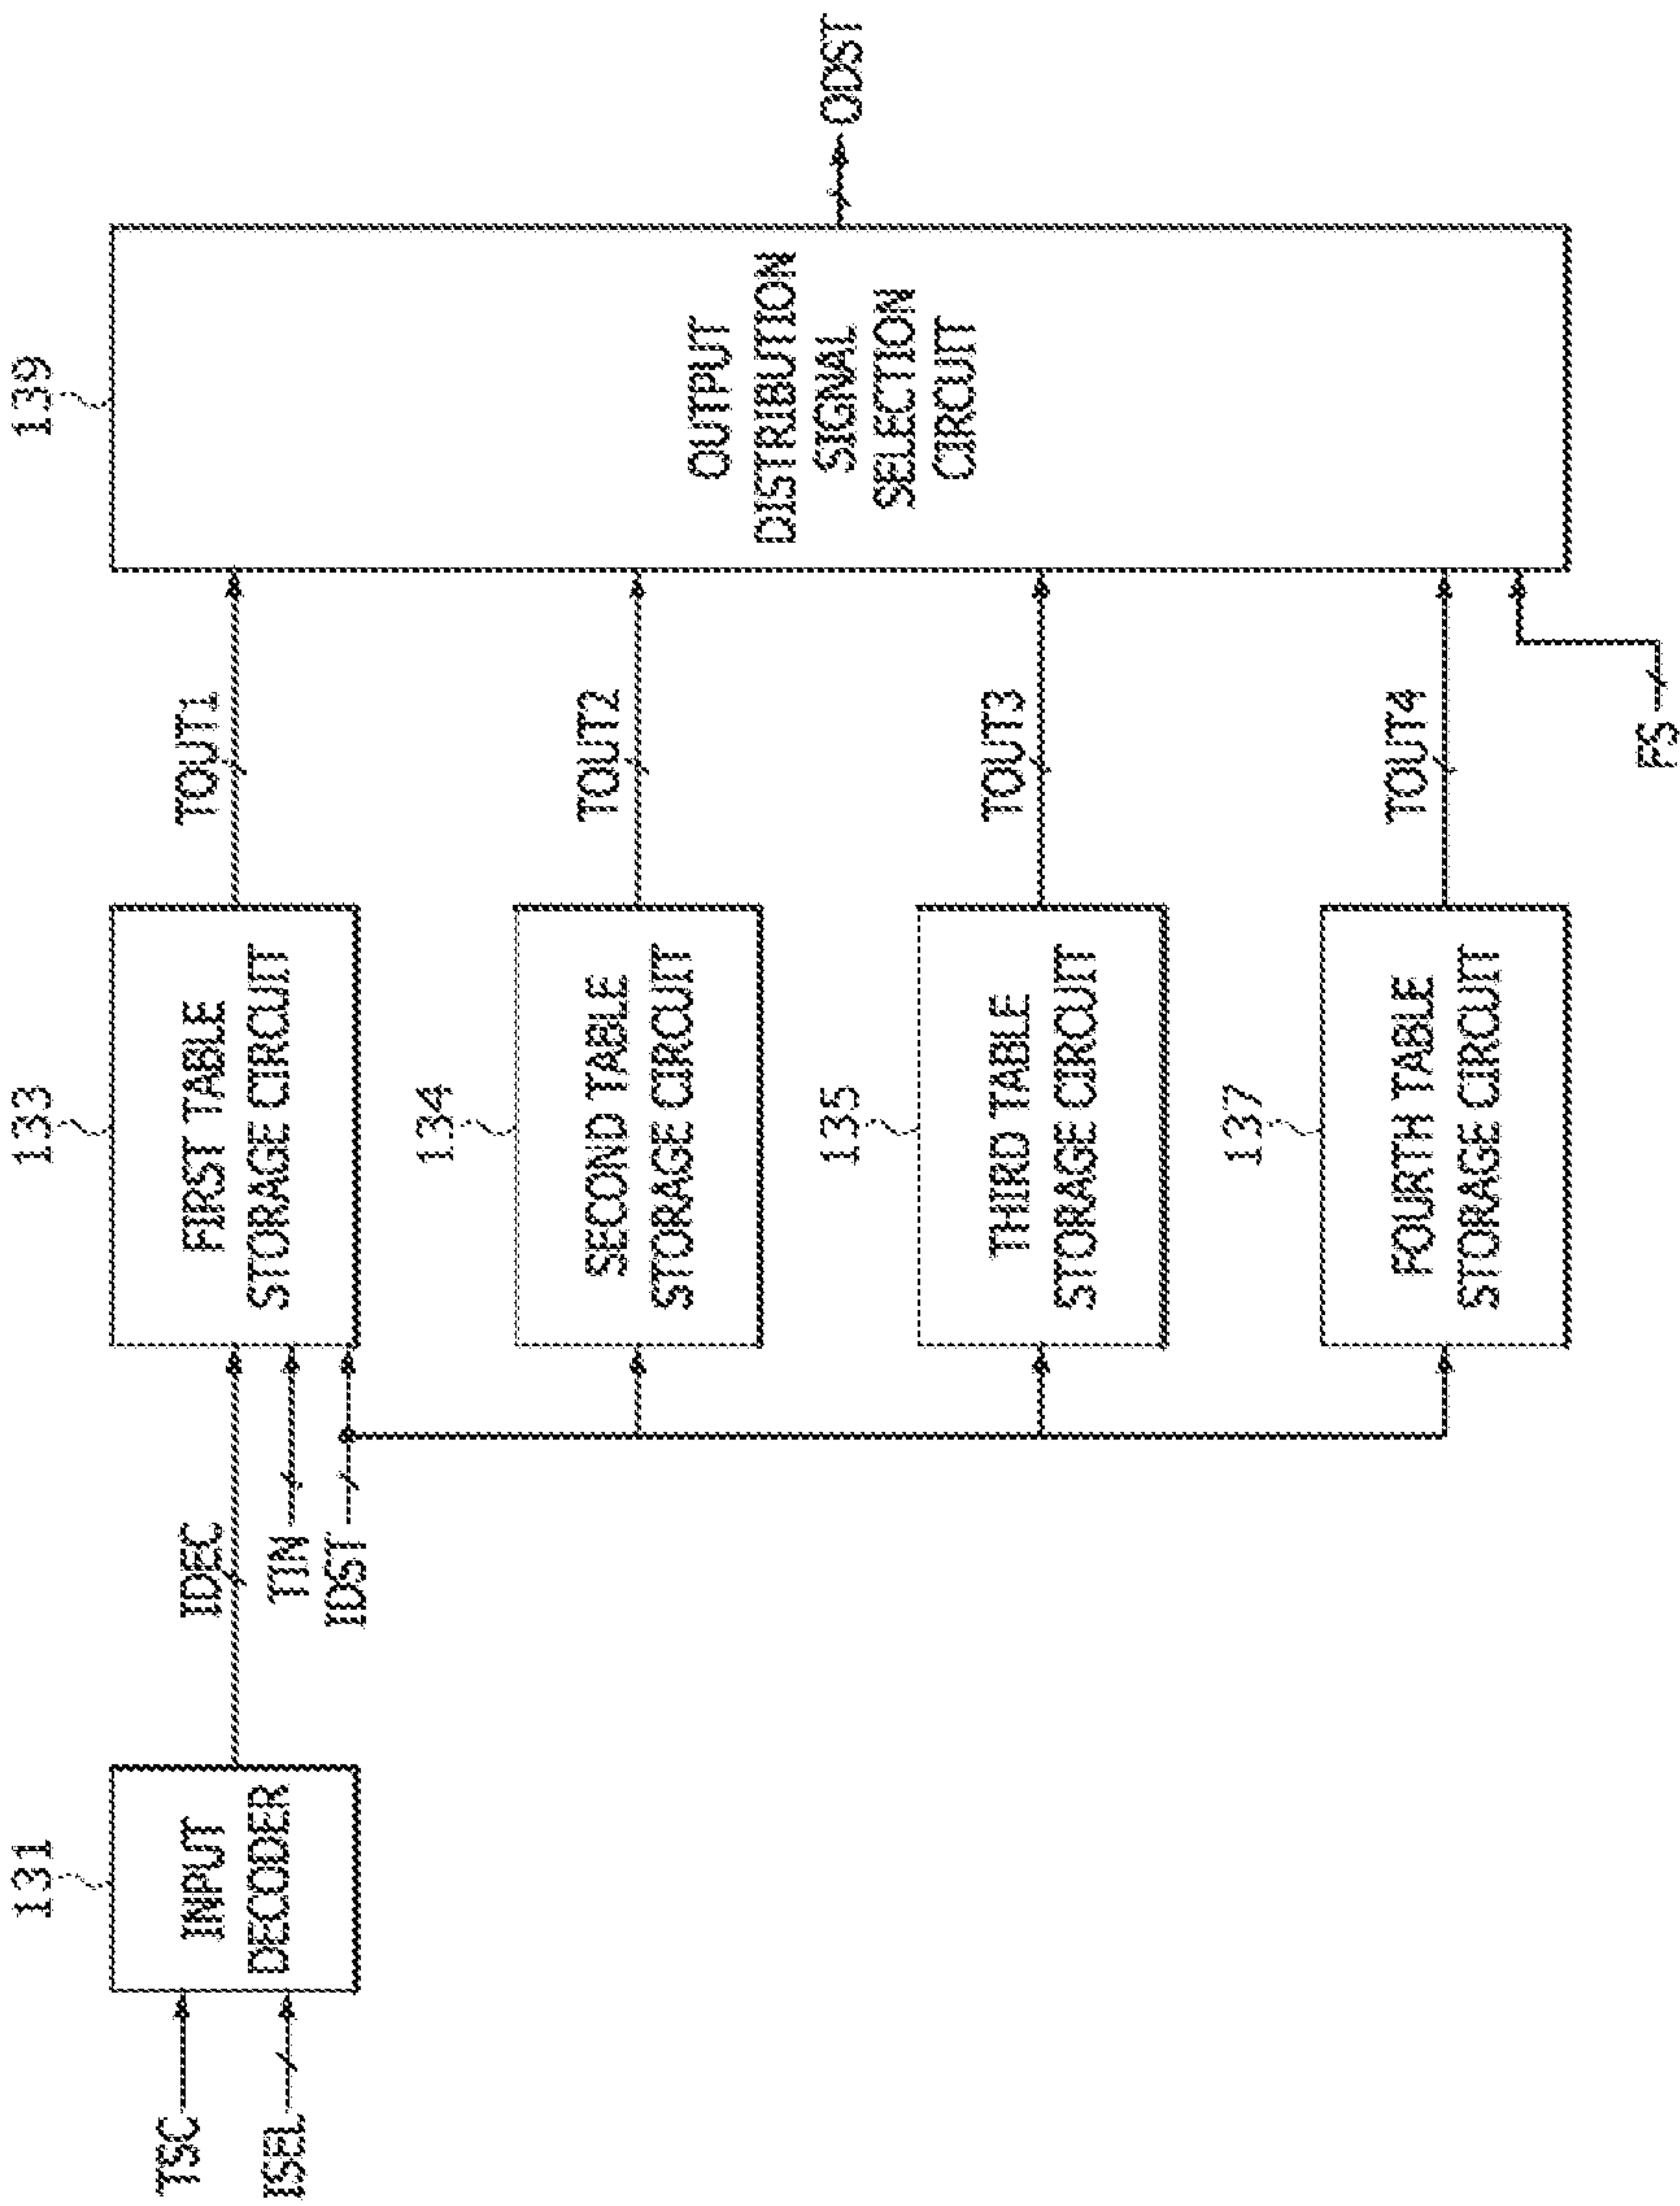 131
INPUT
DECODER
TSC
ISEL
IDEC
TIN
IDST
133
FIRST TABLE
STORAGE CIRCUIT
134
SECOND TABLE
STORAGE CIRCUIT
135
THIRD TABLE
STORAGE CIRCUIT
137
FOURTH TABLE
STORAGE CIRCUIT
TOUT1
TOUT2
TOUT3
TOUT4
FS
139
OUTPUT
DISTRIBUTION
SIGNAL
SELECTION
CIRCUIT
ODST